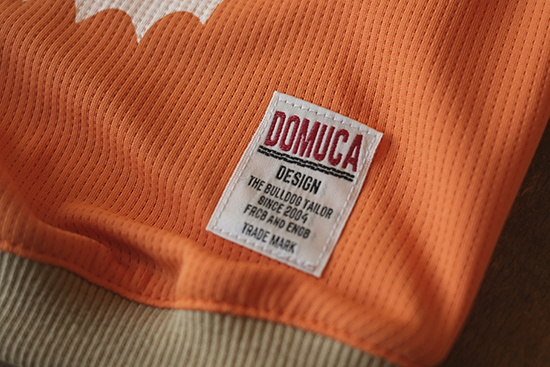 DOMUCA
DESIGN
THE BULLDOG TAILOR
SINCE 2004
FRCB AND ENGB
TRADE MARK